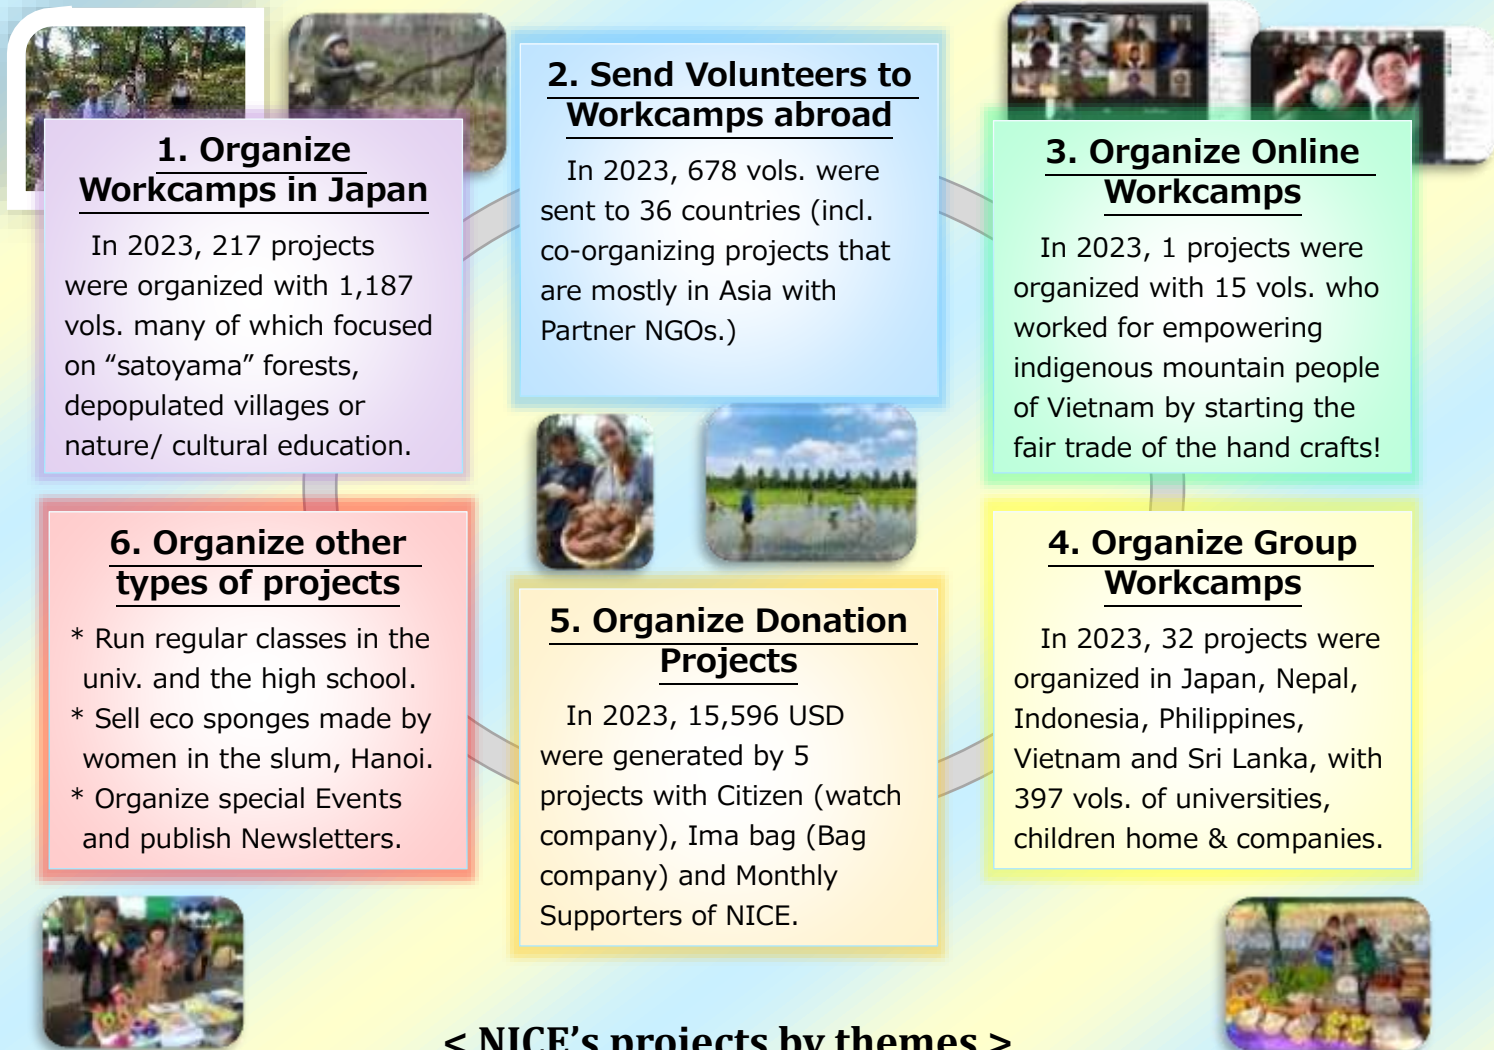 1. Organize
Workcamps in Japan
In 2023, 217 projects
were organized with 1,187
vols. many of which focused
on “satoyama” forests,
depopulated villages or
nature/ cultural education.
2. Send Volunteers to
Workcamps abroad
In 2023, 678 vols. were
sent to 36 countries (incl.
co-organizing projects that
are mostly in Asia with
Partner NGOs.)
3. Organize Online
Workcamps
In 2023, 1 projects were
organized with 15 vols. who
worked for empowering
indigenous mountain people
of Vietnam by starting the
fair trade of the hand crafts!
4. Organize Group
Workcamps
In 2023, 32 projects were
organized in Japan, Nepal,
Indonesia, Philippines,
Vietnam and Sri Lanka, with
397 vols. of universities,
children home & companies.
5. Organize Donation
Projects
In 2023, 15,596 USD
were generated by 5
projects with Citizen (watch
company), Ima bag (Bag
company) and Monthly
Supporters of NICE.
6. Organize other
types of projects
* Run regular classes in the
univ. and the high school.
* Sell eco sponges made by
women in the slum, Hanoi.
* Organize special Events
and publish Newsletters.
< NICE’s projects by themes >